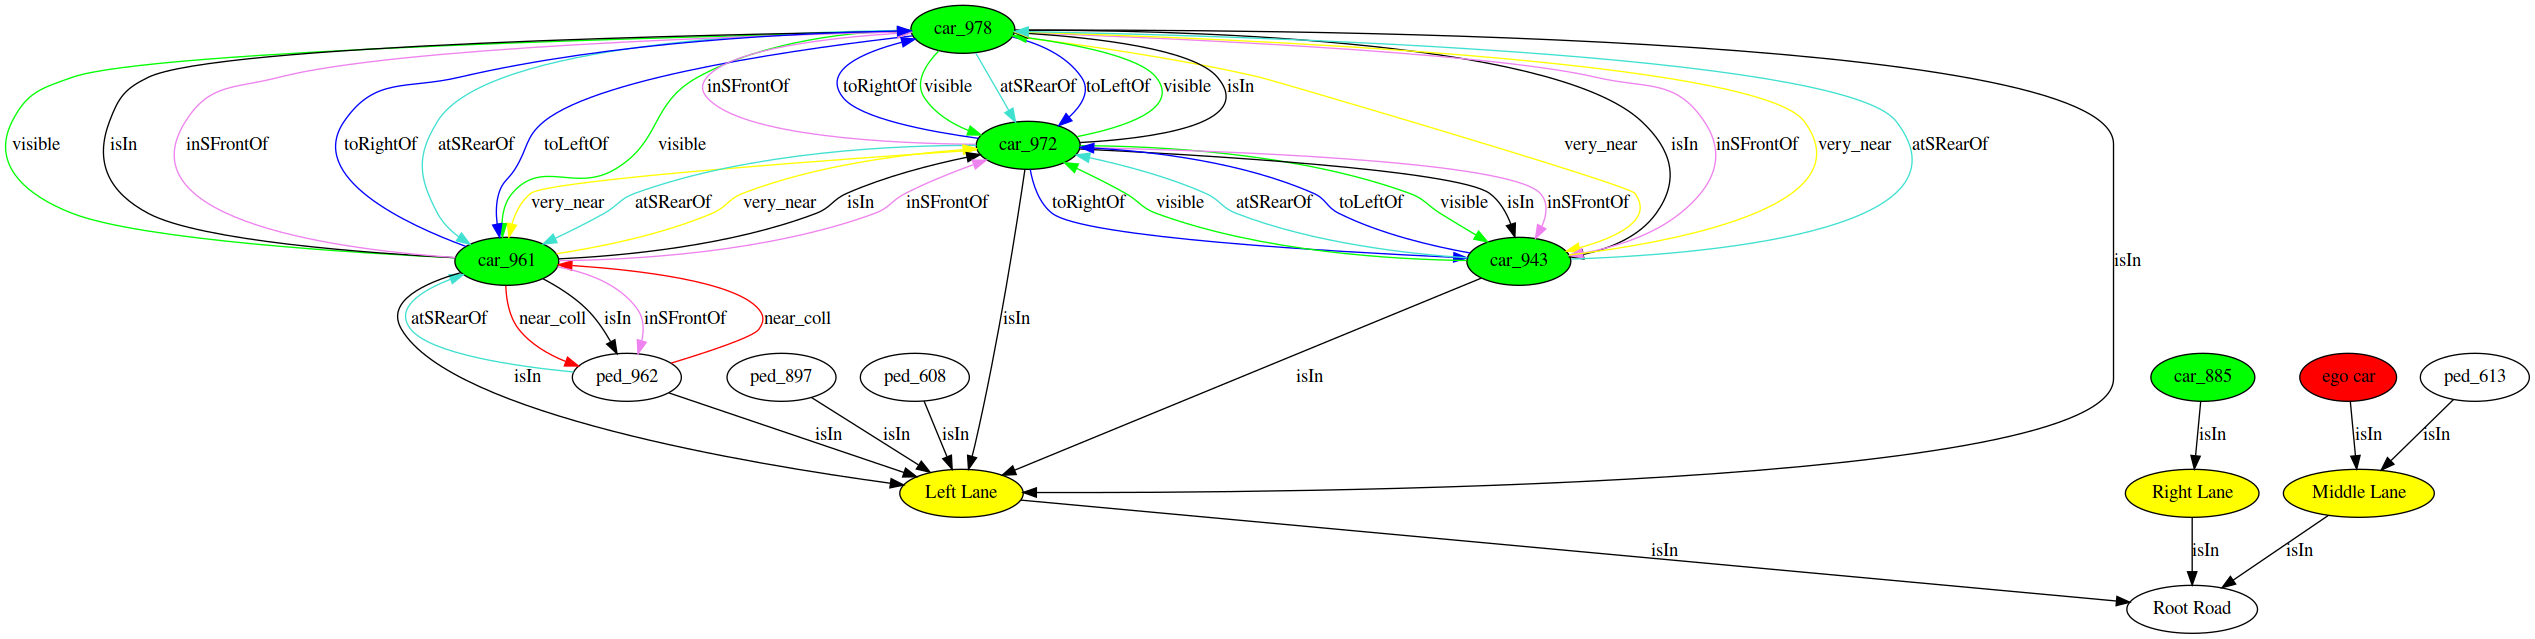 car_978
inSFrontOf
toRightOf
visible
atSRearOf
toLeftOf
visible
isIn
visible
isIn
inSFrontOf
toRightOf
atSRearOf
toLeftOf
visible
car_972
very_near
isIn
inSFrontOf
very_near
atSRearOf
very_near
atSRearOf
very_near
isIn
inSFrontOf
toRightOf
visible
atSRearOf
toLeftOf
visible
isIn
inSFrontOf
car_961
car_943
isIn
atSRearOf
near_coll
isIn
inSFrontOf
near_coll
isIn
isIn
ped_962
ped_897
ped_608
isIn
car_885
ego car
ped_613
isIn
isIn
isIn
isIn
isIn
isIn
Left Lane
Right Lane
Middle Lane
isIn
isIn
isIn
Root Road